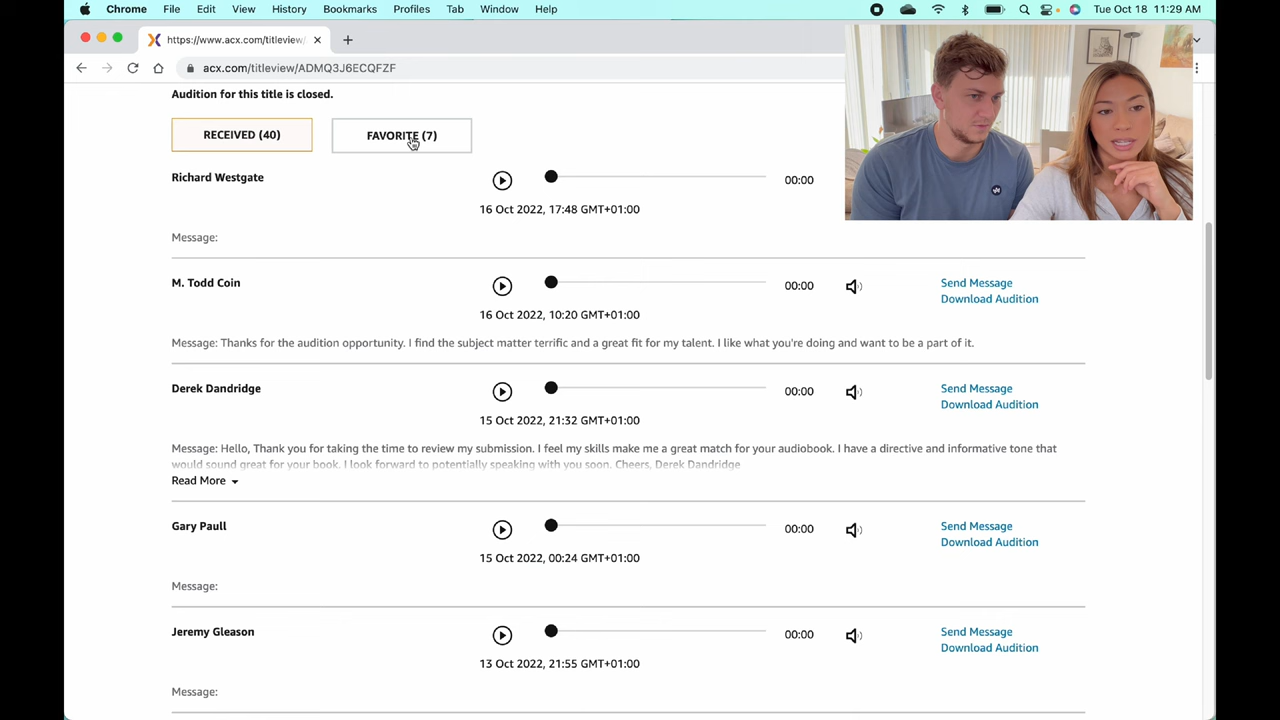 Chrome File Edit View History Bookmarks Profiles Tab Window Help Tue Oct 18 11:29 AM
https://www.acx.com/titleview/
acx.com/titleview/ADMQ3J6ECQFZF
Audition for this title is closed.
RECEIVED (40) FAVORITE (7)
Richard Westgate 00:00
16 Oct 2022, 17:48 GMT+01:00
Message:
M. Todd Coin 00:00 Send Message
Download Audition
16 Oct 2022, 10:20 GMT+01:00
Message: Thanks for the audition opportunity. I find the subject matter terrific and a great fit for my talent. I like what you're doing and want to be a part of it.
Derek Dandridge 00:00 Send Message
Download Audition
15 Oct 2022, 21:32 GMT+01:00
Message: Hello, Thank you for taking the time to review my submission. I feel my skills make me a great match for your audiobook. I have a directive and informative tone that
would sound great for your book. I look forward to potentially speaking with you soon. Cheers, Derek Dandridge
Read More
Gary Paull 00:00 Send Message
Download Audition
15 Oct 2022, 00:24 GMT+01:00
Message:
Jeremy Gleason 00:00 Send Message
Download Audition
13 Oct 2022, 21:55 GMT+01:00
Message: